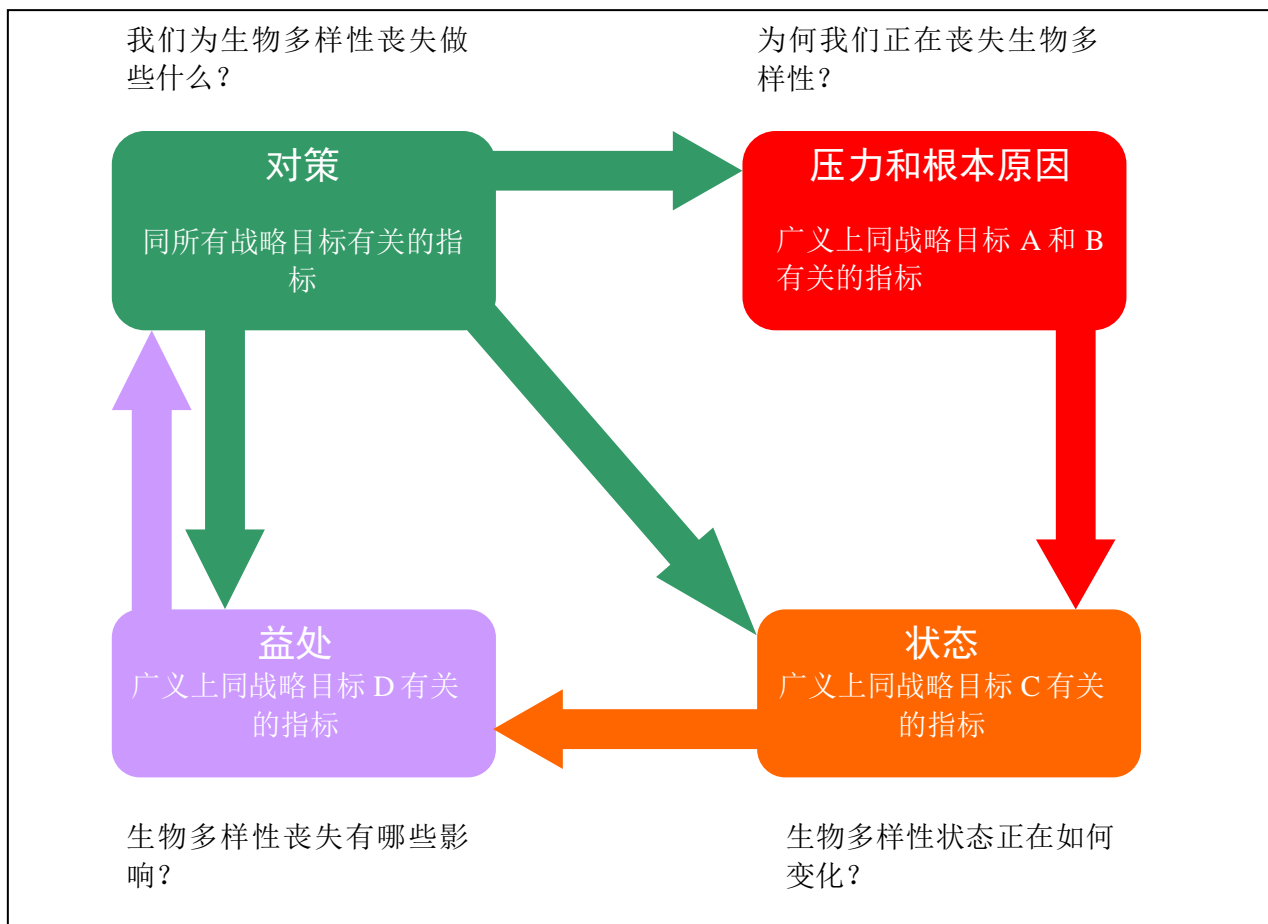 我们为生物多样性丧失做
些什么？
为何我们正在丧失生物多
样性？
对策
同所有战略目标有关的指
标
压力和根本原因
广义上同战略目标 A 和 B
有关的指标
益处
广义上同战略目标 D 有关
的指标
状态
广义上同战略目标 C 有关
的指标
生物多样性丧失有哪些影
响？
生物多样性状态正在如何
变化？